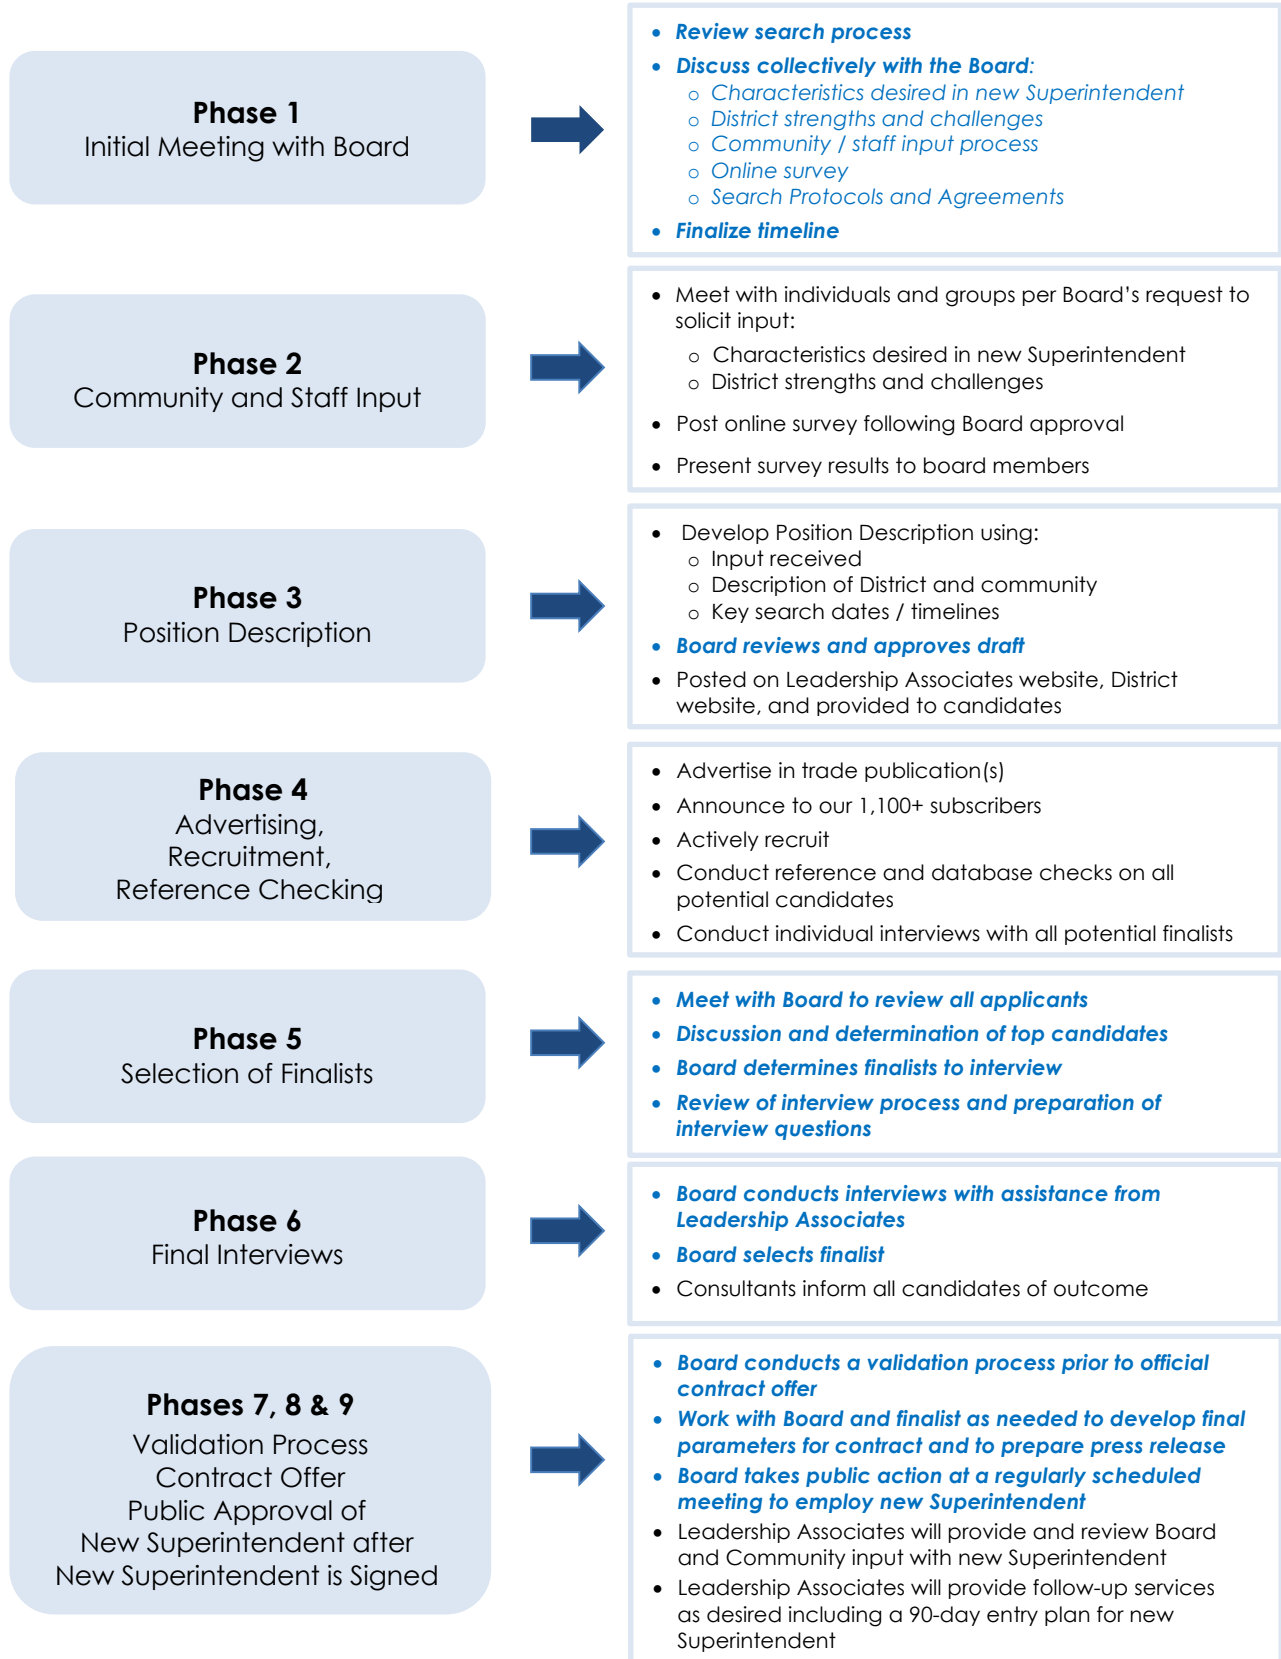 Phase 1
Initial Meeting with Board
• Review search process
• Discuss collectively with the Board:
o Characteristics desired in new Superintendent
o District strengths and challenges
o Community / staff input process
o Online survey
o Search Protocols and Agreements
• Finalize timeline
Phase 2
Community and Staff Input
• Meet with individuals and groups per Board’s request to
solicit input:
o Characteristics desired in new Superintendent
o District strengths and challenges
• Post online survey following Board approval
• Present survey results to board members
Phase 3
Position Description
• Develop Position Description using:
o Input received
o Description of District and community
o Key search dates / timelines
• Board reviews and approves draft
• Posted on Leadership Associates website, District
website, and provided to candidates
Phase 4
Advertising,
Recruitment,
Reference Checking
• Advertise in trade publication(s)
• Announce to our 1,100+ subscribers
• Actively recruit
• Conduct reference and database checks on all
potential candidates
• Conduct individual interviews with all potential finalists
Phase 5
Selection of Finalists
• Meet with Board to review all applicants
• Discussion and determination of top candidates
• Board determines finalists to interview
• Review of interview process and preparation of
interview questions
Phase 6
Final Interviews
• Board conducts interviews with assistance from
Leadership Associates
• Board selects finalist
• Consultants inform all candidates of outcome
Phases 7, 8 & 9
Validation Process
Contract Offer
Public Approval of
New Superintendent after
New Superintendent is Signed
• Board conducts a validation process prior to official
contract offer
• Work with Board and finalist as needed to develop final
parameters for contract and to prepare press release
• Board takes public action at a regularly scheduled
meeting to employ new Superintendent
• Leadership Associates will provide and review Board
and Community input with new Superintendent
• Leadership Associates will provide follow-up services
as desired including a 90-day entry plan for new
Superintendent